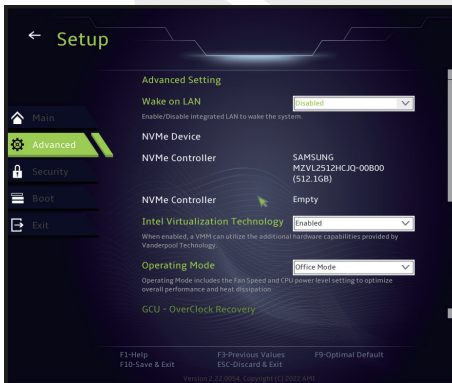 ← Setup
Advanced Setting
Wake on LAN Disabled
Enable/Disable integrated LAN to wake the system.
Main
NVMe Device
Advanced
NVMe Controller SAMSUNG
MZVL2512HCJQ-00B00
(512.1GB)
Security
Boot
NVMe Controller Empty
Exit
Intel Virtualization Technology Enabled
When enabled, a VMM can utilize the additional hardware capabilities provided by
Vanderpool Technology.
Operating Mode Office Mode
Operating Mode includes the Fan Speed and CPU power level setting to optimize
overall performance and heat dissipation
GCU - OverClock Recovery
F1-Help F3-Previous Values F9-Optimal Default
F10-Save & Exit ESC-Discard & Exit
Version 2.22.0054. Copyright (C) 2022 AMI